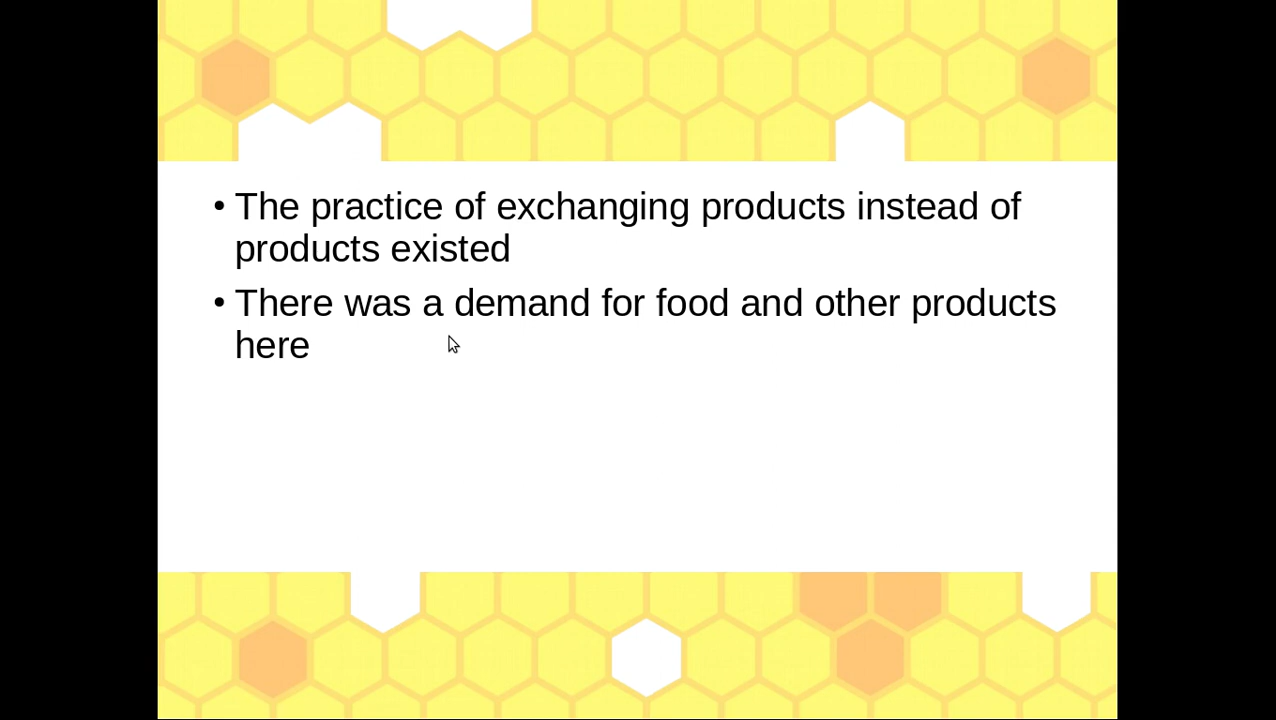 • The practice of exchanging products instead of
products existed
• There was a demand for food and other products
here